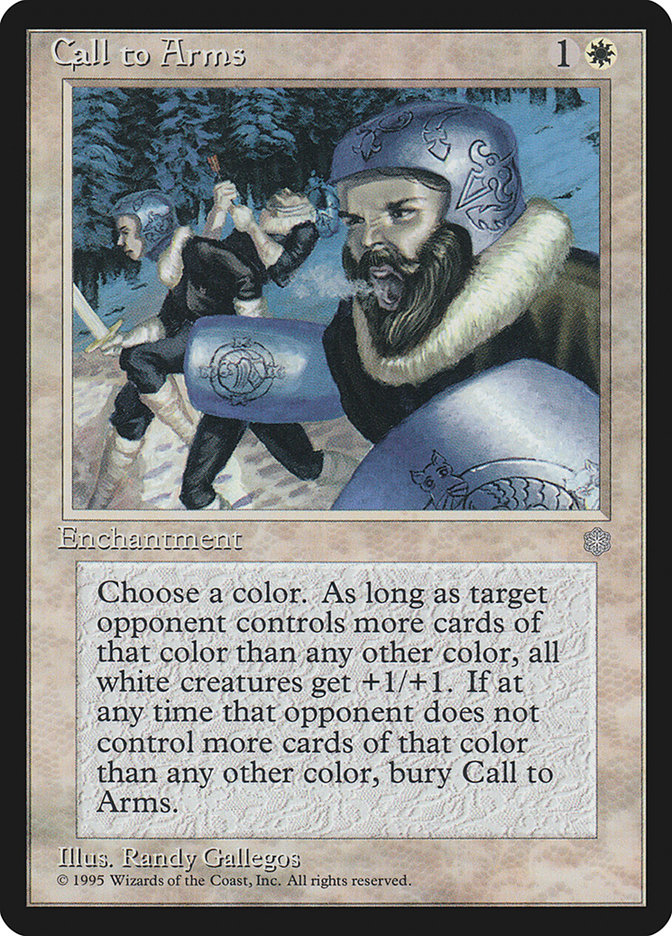 Call to Arms 1
Enchantment
Choose a color. As long as target
opponent controls more cards of
that color than any other color, all
white creatures get +1/+1. If at
any time that opponent does not
control more cards of that color
than any other color, bury Call to
Arms.
Illus. Randy Gallegos
© 1995 Wizards of the Coast, Inc. All rights reserved.